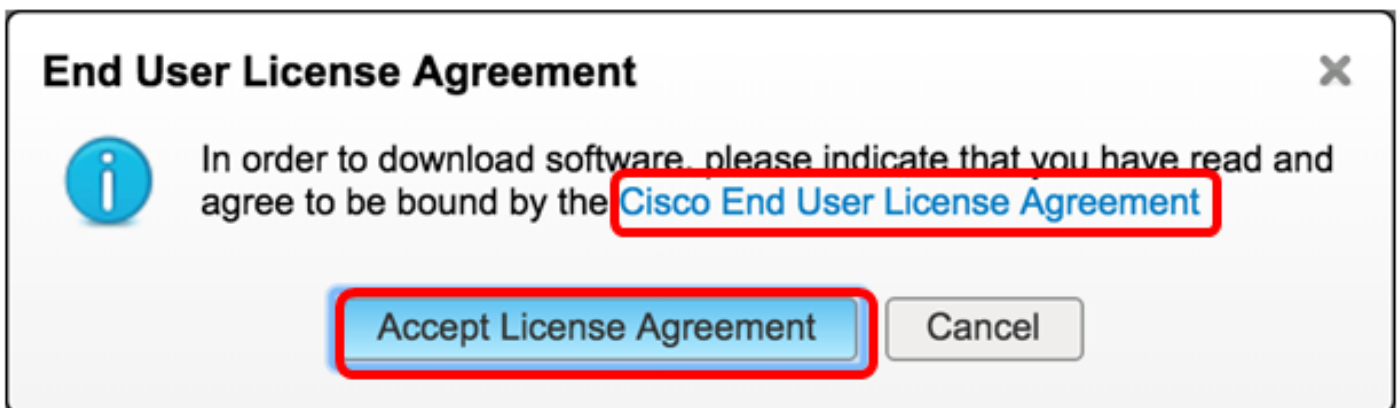 End User License Agreement
In order to download software, please indicate that you have read and
agree to be bound by the Cisco End User License Agreement
Accept License Agreement
Cancel